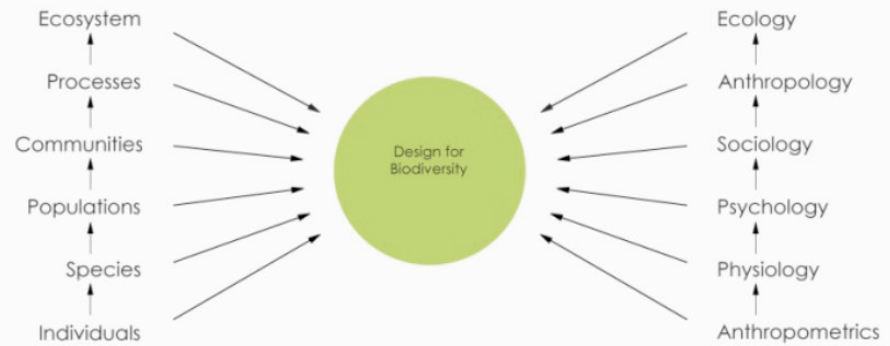 Ecosystem
Processes
Communities
Populations
Species
Individuals
Design for
Biodiversity
Ecology
Anthropology
Sociology
Psychology
Physiology
Anthropometrics